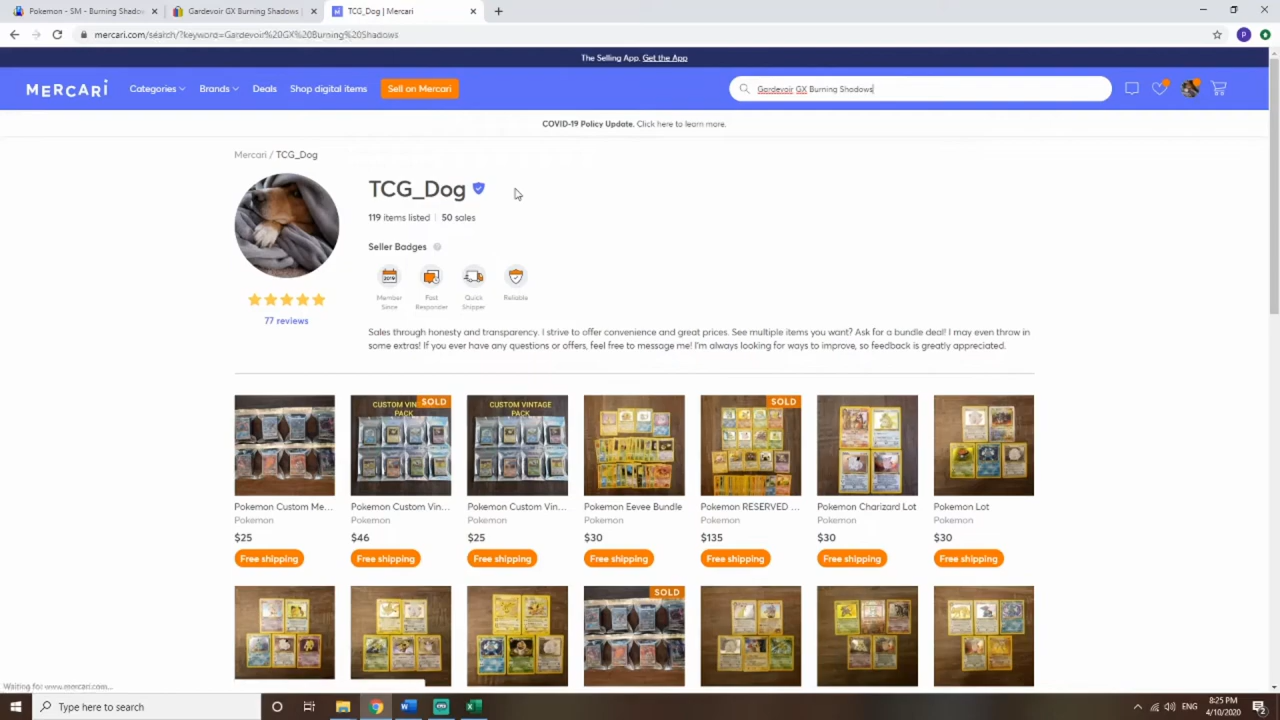 Pokemon - SM - Burning Shadows
Gardevoir GX Burning Shadows
TCG_Dog | Mercari
mercari.com/search/?keyword=Gardevoir%20GX%20Burning%20Shadows
The Selling App. Get the App
MERCARI
Categories
Brands
Deals
Shop digital items
Sell on Mercari
Gardevoir GX Burning Shadows
COVID-19 Policy Update. Click here to learn more.
Mercari / TCG_Dog
TCG_Dog
119 items listed | 50 sales
Seller Badges
2019
Member Since
Fast Responder
Quick Shipper
Reliable
77 reviews
Sales through honesty and transparency. I strive to offer convenience and great prices. See multiple items you want? Ask for a bundle deal! I may even throw in
some extras! If you ever have any questions or offers, feel free to message me! I'm always looking for ways to improve, so feedback is greatly appreciated.
CUSTOM VIN
PACK
SOLD
CUSTOM VINTAGE
PACK
SOLD
Pokemon Custom Me...
Pokemon Custom Vin...
Pokemon Custom Vin...
Pokemon Eevee Bundle
Pokemon RESERVED ...
Pokemon Charizard Lot
Pokemon Lot
Pokemon
Pokemon
Pokemon
Pokemon
Pokemon
Pokemon
Pokemon
$25
$46
$25
$30
$135
$30
$30
Free shipping
Free shipping
Free shipping
Free shipping
Free shipping
Free shipping
Free shipping
SOLD
Waiting for www.mercari.com...
Type here to search
ENG
8:25 PM
4/10/2020
2